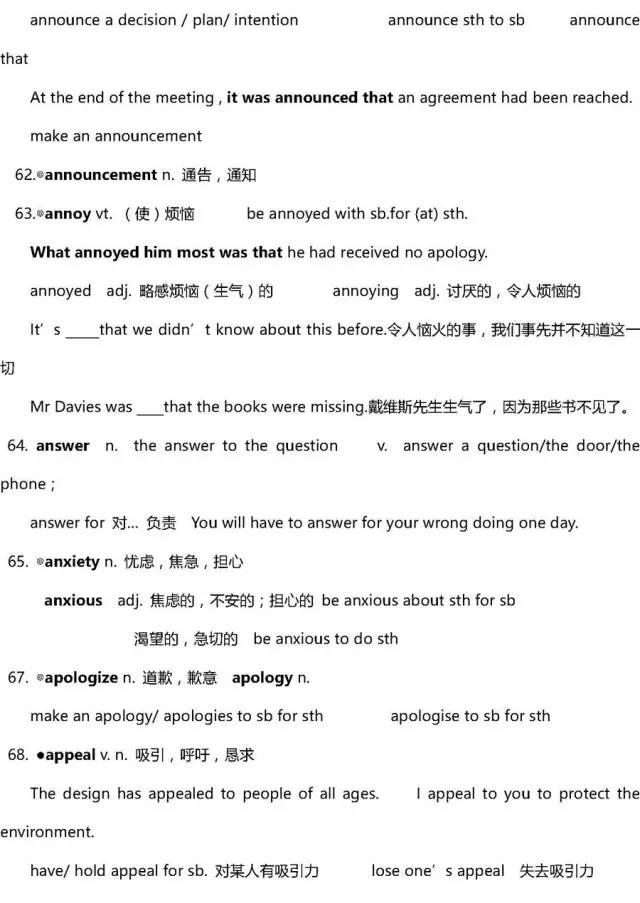 announce a decision / plan/ intention announce sth to sb announce
that
At the end of the meeting , it was announced that an agreement had been reached.
make an announcement
62.⊙announcement n. 通告，通知
63.⊙annoy vt. （使）烦恼 be annoyed with sb.for (at) sth.
What annoyed him most was that he had received no apology.
annoyed adj. 略感烦恼（生气）的 annoying adj. 讨厌的，令人烦恼的
It’s _____that we didn’t know about this before.令人恼火的事，我们事先并不知道这一
切
Mr Davies was ____that the books were missing.戴维斯先生生气了，因为那些书不见了。
64. answer n. the answer to the question v. answer a question/the door/the
phone；
answer for 对... 负责 You will have to answer for your wrong doing one day.
65. ⊙anxiety n. 忧虑，焦急，担心
anxious adj. 焦虑的，不安的；担心的 be anxious about sth for sb
渴望的，急切的 be anxious to do sth
67. ⊙apologize n. 道歉，歉意 apology n.
make an apology/ apologies to sb for sth apologise to sb for sth
68. ●appeal v. n. 吸引，呼吁，恳求
The design has appealed to people of all ages. I appeal to you to protect the
environment.
have/ hold appeal for sb. 对某人有吸引力 lose one’s appeal 失去吸引力